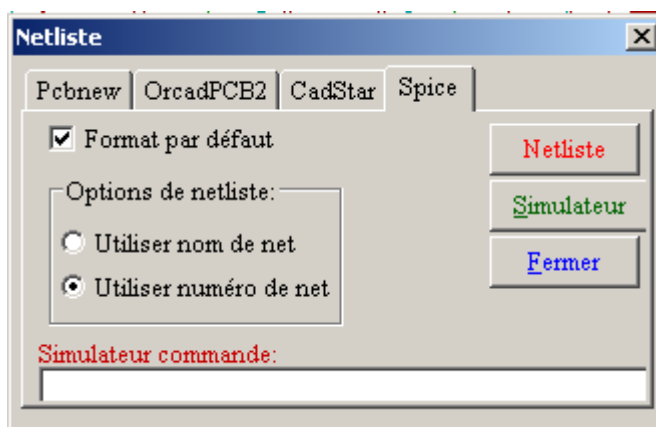 Netliste
Pcbnew OrcadPCB2 CadStar Spice
Format par défaut
Netliste
Options de netliste:
Simulateur
Utiliser nom de net
Fermer
Utiliser numéro de net
Simulateur commande: